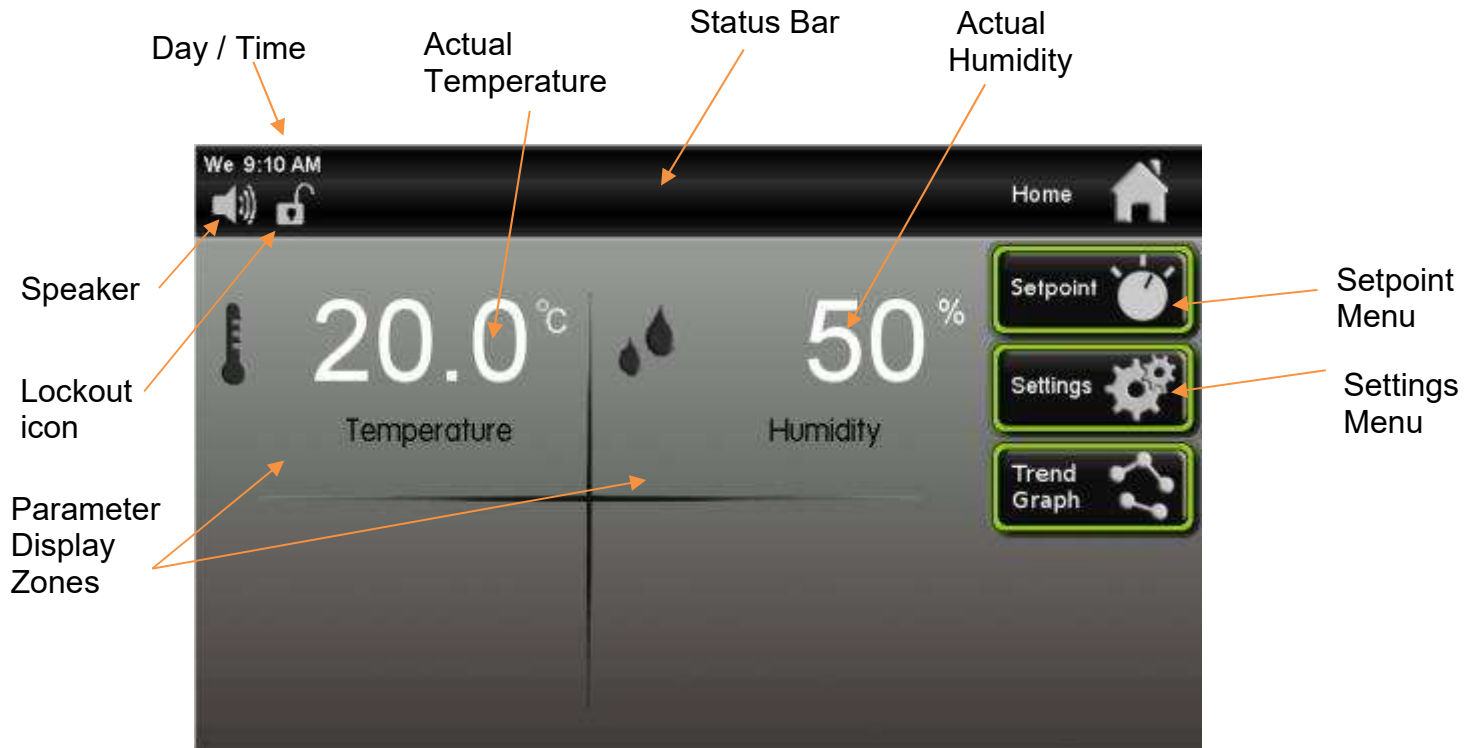 Status Bar
Actual
Humidity
Day / Time
Actual
Temperature
We 9:10 AM
Home
Speaker
20.0 °C
50 %
Setpoint
Setpoint
Menu
Lockout
icon
Temperature
Humidity
Settings
Settings
Menu
Parameter
Display
Zones
Trend
Graph